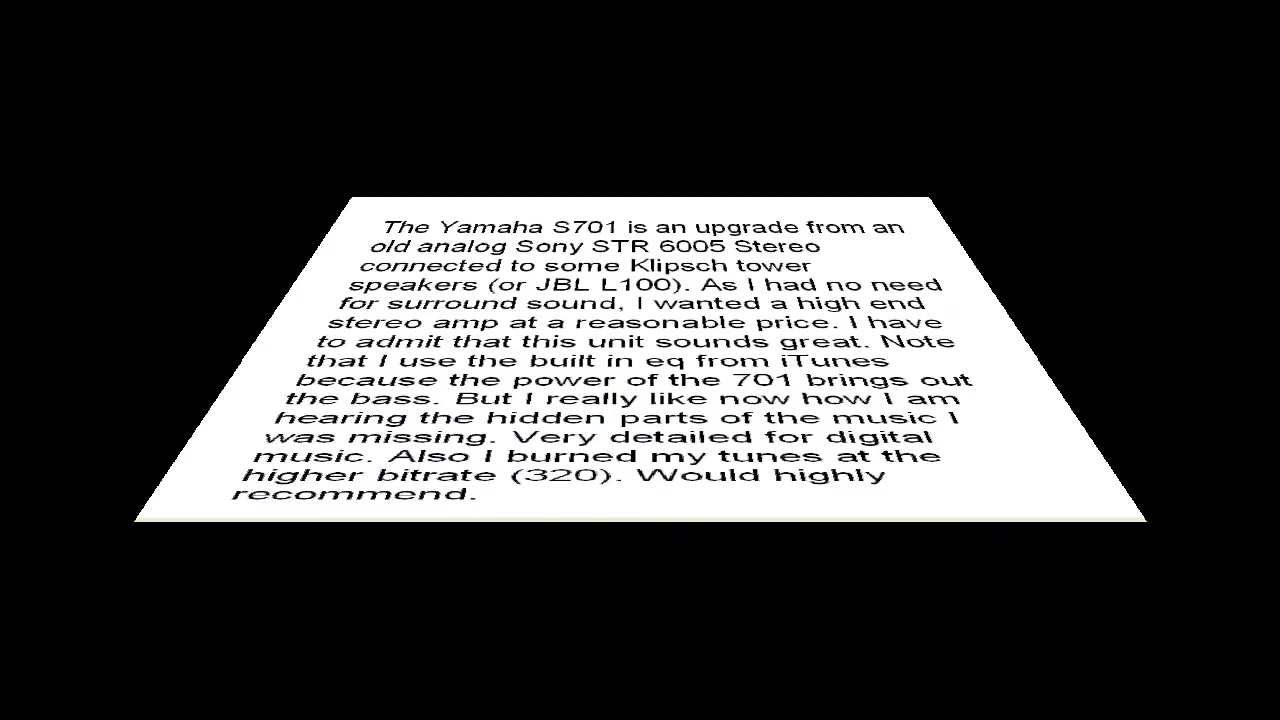 The Yamaha S701 is an upgrade from an
old analog Sony STR 6005 Stereo
connected to some Klipsch tower
speakers (or JBL L100). As I had no need
for surround sound, I wanted a high end
stereo amp at a reasonable price. I have
to admit that this unit sounds great. Note
that I use the built in eq from iTunes
because the power of the 701 brings out
the bass. But I really like now how I am
hearing the hidden parts of the music I
was missing. Very detailed for digital
music. Also I burned my tunes at the
higher bitrate (320). Would highly
recommend.